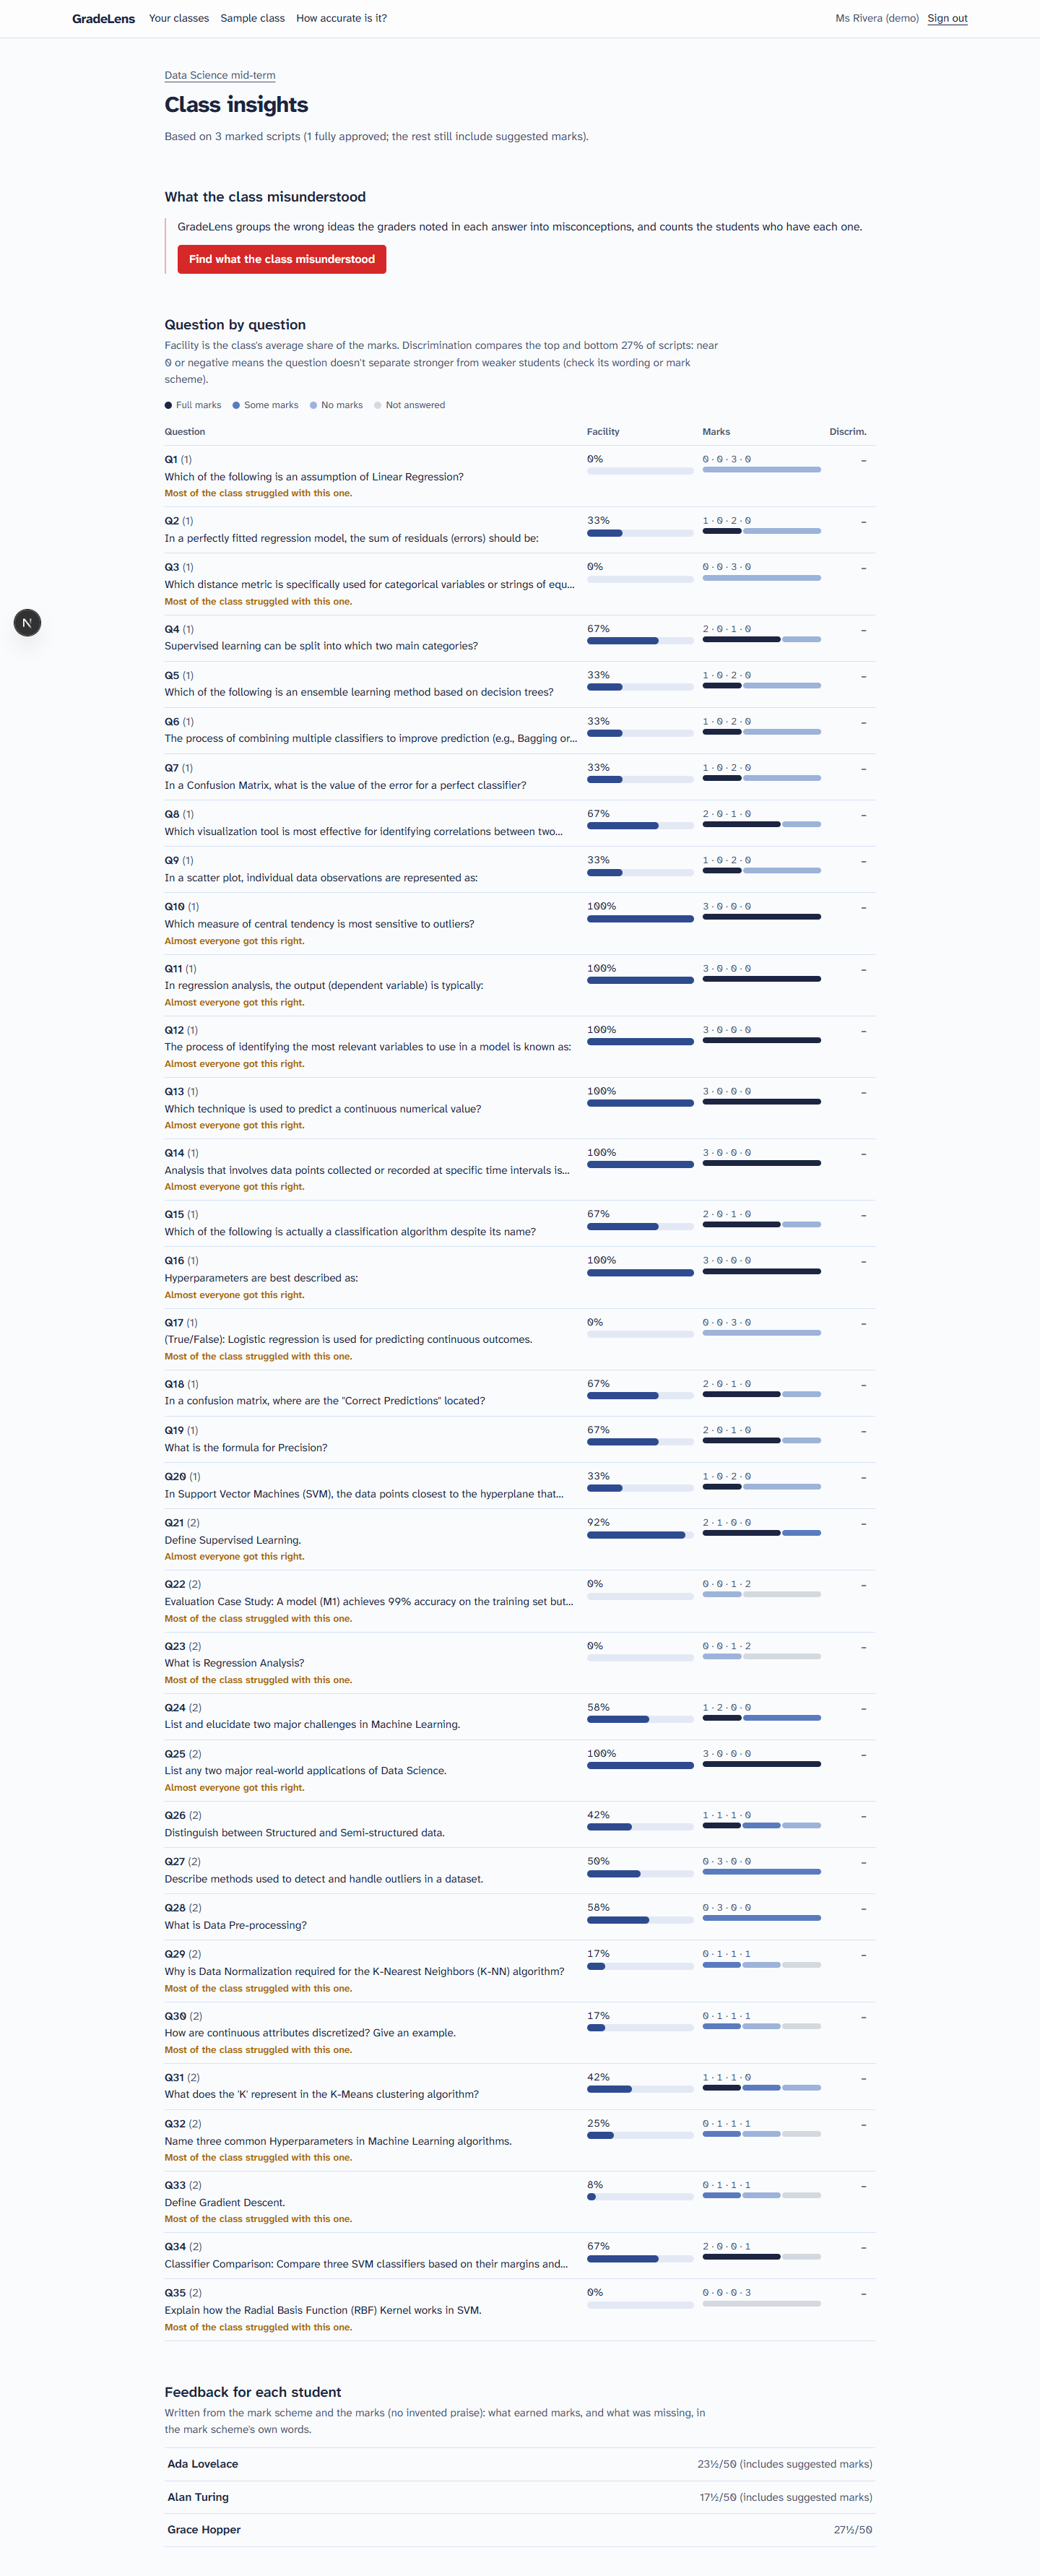 GradeLens Your classes Sample class How accurate is it? Ms Rivera (demo) Sign out
Data Science mid-term
Class insights
Based on 3 marked scripts (1 fully approved; the rest still include suggested marks).
What the class misunderstood
GradeLens groups the wrong ideas the graders noted in each answer into misconceptions, and counts the students who have each one.
Find what the class misunderstood
Question by question
Facility is the class's average share of the marks. Discrimination compares the top and bottom 27% of scripts: near
0 or negative means the question doesn't separate stronger from weaker students (check its wording or mark
scheme).
Full marks Some marks No marks Not answered
Question Facility Marks Discrim.
Q1 (1) 0% 0 · 0 · 3 · 0 –
Which of the following is an assumption of Linear Regression?
Most of the class struggled with this one.
Q2 (1) 33% 1 · 0 · 2 · 0 –
In a perfectly fitted regression model, the sum of residuals (errors) should be:
Q3 (1) 0% 0 · 0 · 3 · 0 –
Which distance metric is specifically used for categorical variables or strings of equ...
Most of the class struggled with this one.
Q4 (1) 67% 2 · 0 · 1 · 0 –
Supervised learning can be split into which two main categories?
Q5 (1) 33% 1 · 0 · 2 · 0 –
Which of the following is an ensemble learning method based on decision trees?
Q6 (1) 33% 1 · 0 · 2 · 0 –
The process of combining multiple classifiers to improve prediction (e.g., Bagging or...
Q7 (1) 33% 1 · 0 · 2 · 0 –
In a Confusion Matrix, what is the value of the error for a perfect classifier?
Q8 (1) 67% 2 · 0 · 1 · 0 –
Which visualization tool is most effective for identifying correlations between two...
Q9 (1) 33% 1 · 0 · 2 · 0 –
In a scatter plot, individual data observations are represented as:
Q10 (1) 100% 3 · 0 · 0 · 0 –
Which measure of central tendency is most sensitive to outliers?
Almost everyone got this right.
Q11 (1) 100% 3 · 0 · 0 · 0 –
In regression analysis, the output (dependent variable) is typically:
Almost everyone got this right.
Q12 (1) 100% 3 · 0 · 0 · 0 –
The process of identifying the most relevant variables to use in a model is known as:
Almost everyone got this right.
Q13 (1) 100% 3 · 0 · 0 · 0 –
Which technique is used to predict a continuous numerical value?
Almost everyone got this right.
Q14 (1) 100% 3 · 0 · 0 · 0 –
Analysis that involves data points collected or recorded at specific time intervals is...
Almost everyone got this right.
Q15 (1) 67% 2 · 0 · 1 · 0 –
Which of the following is actually a classification algorithm despite its name?
Q16 (1) 100% 3 · 0 · 0 · 0 –
Hyperparameters are best described as:
Almost everyone got this right.
Q17 (1) 0% 0 · 0 · 3 · 0 –
(True/False): Logistic regression is used for predicting continuous outcomes.
Most of the class struggled with this one.
Q18 (1) 67% 2 · 0 · 1 · 0 –
In a confusion matrix, where are the "Correct Predictions" located?
Q19 (1) 67% 2 · 0 · 1 · 0 –
What is the formula for Precision?
Q20 (1) 33% 1 · 0 · 2 · 0 –
In Support Vector Machines (SVM), the data points closest to the hyperplane that...
Q21 (2) 92% 2 · 1 · 0 · 0 –
Define Supervised Learning.
Almost everyone got this right.
Q22 (2) 0% 0 · 0 · 1 · 2 –
Evaluation Case Study: A model (M1) achieves 99% accuracy on the training set but...
Most of the class struggled with this one.
Q23 (2) 0% 0 · 0 · 1 · 2 –
What is Regression Analysis?
Most of the class struggled with this one.
Q24 (2) 58% 1 · 2 · 0 · 0 –
List and elucidate two major challenges in Machine Learning.
Q25 (2) 100% 3 · 0 · 0 · 0 –
List any two major real-world applications of Data Science.
Almost everyone got this right.
Q26 (2) 42% 1 · 1 · 1 · 0 –
Distinguish between Structured and Semi-structured data.
Q27 (2) 50% 0 · 3 · 0 · 0 –
Describe methods used to detect and handle outliers in a dataset.
Q28 (2) 58% 0 · 3 · 0 · 0 –
What is Data Pre-processing?
Q29 (2) 17% 0 · 1 · 1 · 1 –
Why is Data Normalization required for the K-Nearest Neighbors (K-NN) algorithm?
Most of the class struggled with this one.
Q30 (2) 17% 0 · 1 · 1 · 1 –
How are continuous attributes discretized? Give an example.
Most of the class struggled with this one.
Q31 (2) 42% 1 · 1 · 1 · 0 –
What does the 'K' represent in the K-Means clustering algorithm?
Q32 (2) 25% 0 · 1 · 1 · 1 –
Name three common Hyperparameters in Machine Learning algorithms.
Most of the class struggled with this one.
Q33 (2) 8% 0 · 1 · 1 · 1 –
Define Gradient Descent.
Most of the class struggled with this one.
Q34 (2) 67% 2 · 0 · 0 · 1 –
Classifier Comparison: Compare three SVM classifiers based on their margins and...
Q35 (2) 0% 0 · 0 · 0 · 3 –
Explain how the Radial Basis Function (RBF) Kernel works in SVM.
Most of the class struggled with this one.
Feedback for each student
Written from the mark scheme and the marks (no invented praise): what earned marks, and what was missing, in
the mark scheme's own words.
Ada Lovelace 23½/50 (includes suggested marks)
Alan Turing 17½/50 (includes suggested marks)
Grace Hopper 27½/50
N